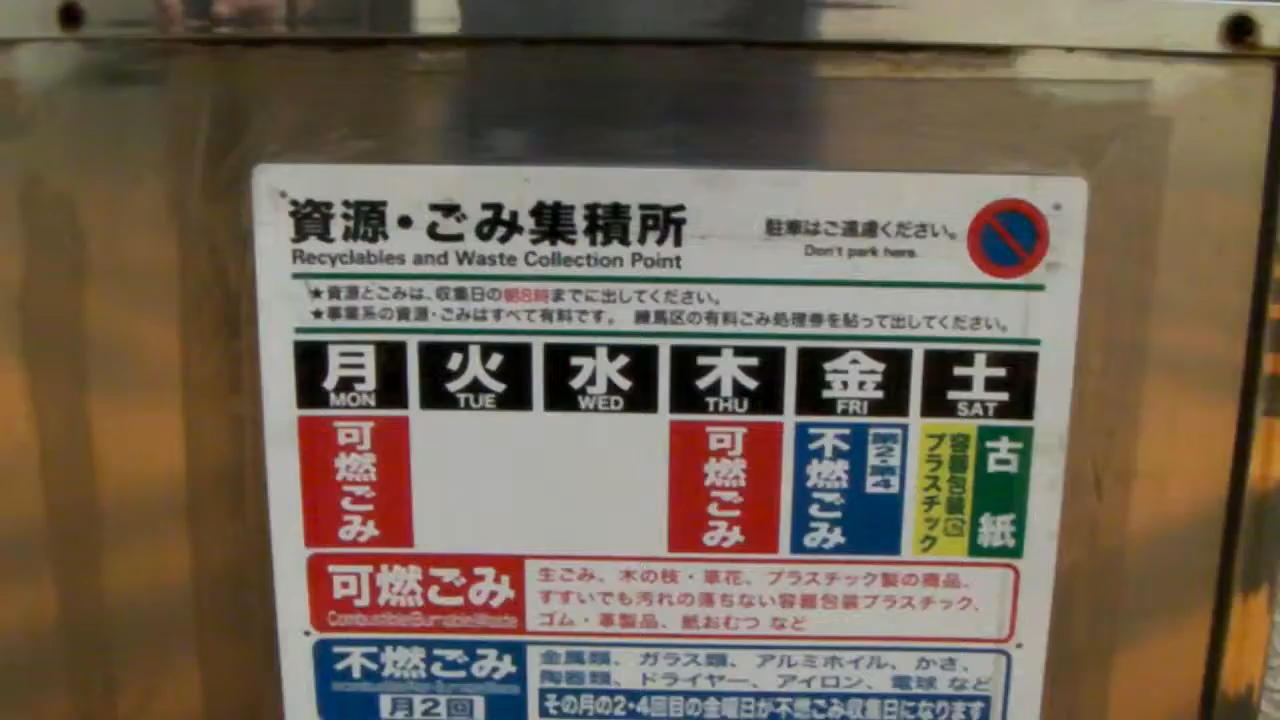 資源・ごみ集積所
Recyclables and Waste Collection Point
駐車はご遠慮ください。
Don't park here.
★資源とごみは、収集日の朝8時までに出してください。
★事業系の資源・ごみはすべて有料です。 練馬区の有料ごみ処理券を貼って出してください。
月 火 水 木 金 土
MON TUE WED THU FRI SAT
可燃ごみ
可燃ごみ
不燃ごみ
第2・第4
容器包装
プラスチック
古紙
可燃ごみ
Combustible/Burnable Waste
生ごみ、木の枝・草花、プラスチック製の商品、
すすいでも汚れの落ちない容器包装プラスチック、
ゴム・革製品、紙おむつ など
不燃ごみ
月2回
金属類、ガラス類、アルミホイル、かさ、
陶器類、ドライヤー、アイロン、電球 など
その月の2・4回目の金曜日が不燃ごみ収集日になります